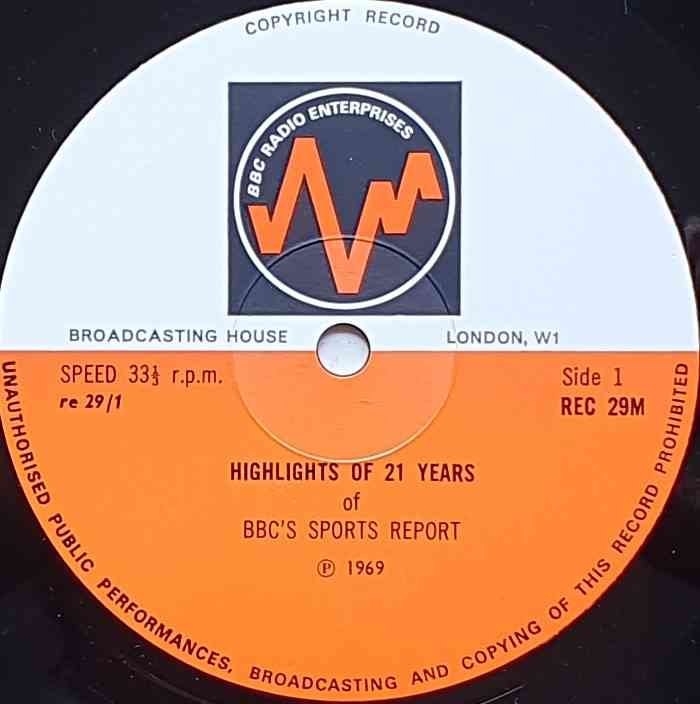 COPYRIGHT RECORD
BBC RADIO ENTERPRISES
BROADCASTING HOUSE LONDON, W1
SPEED 33⅓ r.p.m. Side 1
re 29/1 REC 29M
HIGHLIGHTS OF 21 YEARS
of
BBC'S SPORTS REPORT
℗ 1969
UNAUTHORISED PUBLIC PERFORMANCES, BROADCASTING AND COPYING OF THIS RECORD PROHIBITED